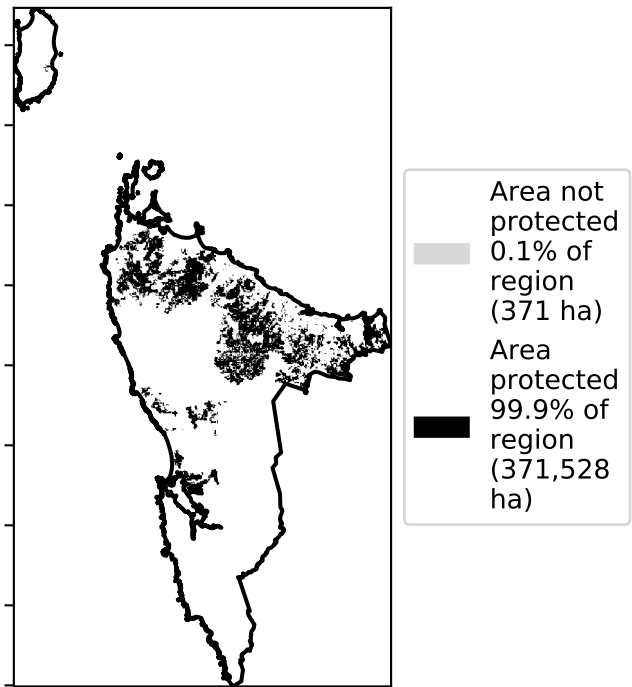 Area not
protected
0.1% of
region
(371 ha)
Area
protected
99.9% of
region
(371,528
ha)